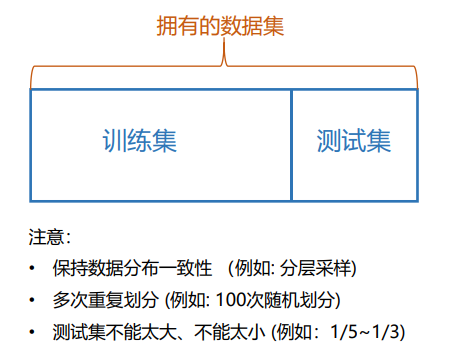 拥有的数据集
训练集
测试集
注意：
• 保持数据分布一致性 （例如: 分层采样)
• 多次重复划分 (例如: 100次随机划分)
• 测试集不能太大、不能太小 (例如：1/5~1/3)